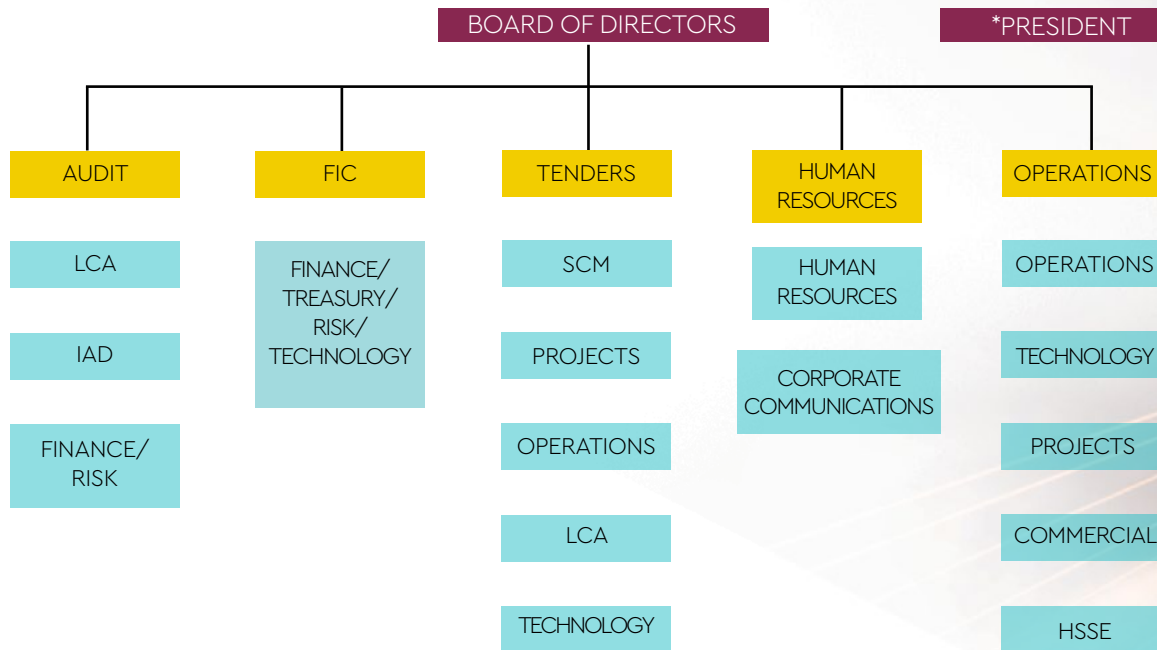 BOARD OF DIRECTORS
*PRESIDENT
AUDIT
FIC
TENDERS
HUMAN
RESOURCES
OPERATIONS
LCA
IAD
FINANCE/
RISK
FINANCE/
TREASURY/
RISK/
TECHNOLOGY
SCM
PROJECTS
OPERATIONS
LCA
TECHNOLOGY
HUMAN
RESOURCES
CORPORATE
COMMUNICATIONS
OPERATIONS
TECHNOLOGY
PROJECTS
COMMERCIAL
HSSE